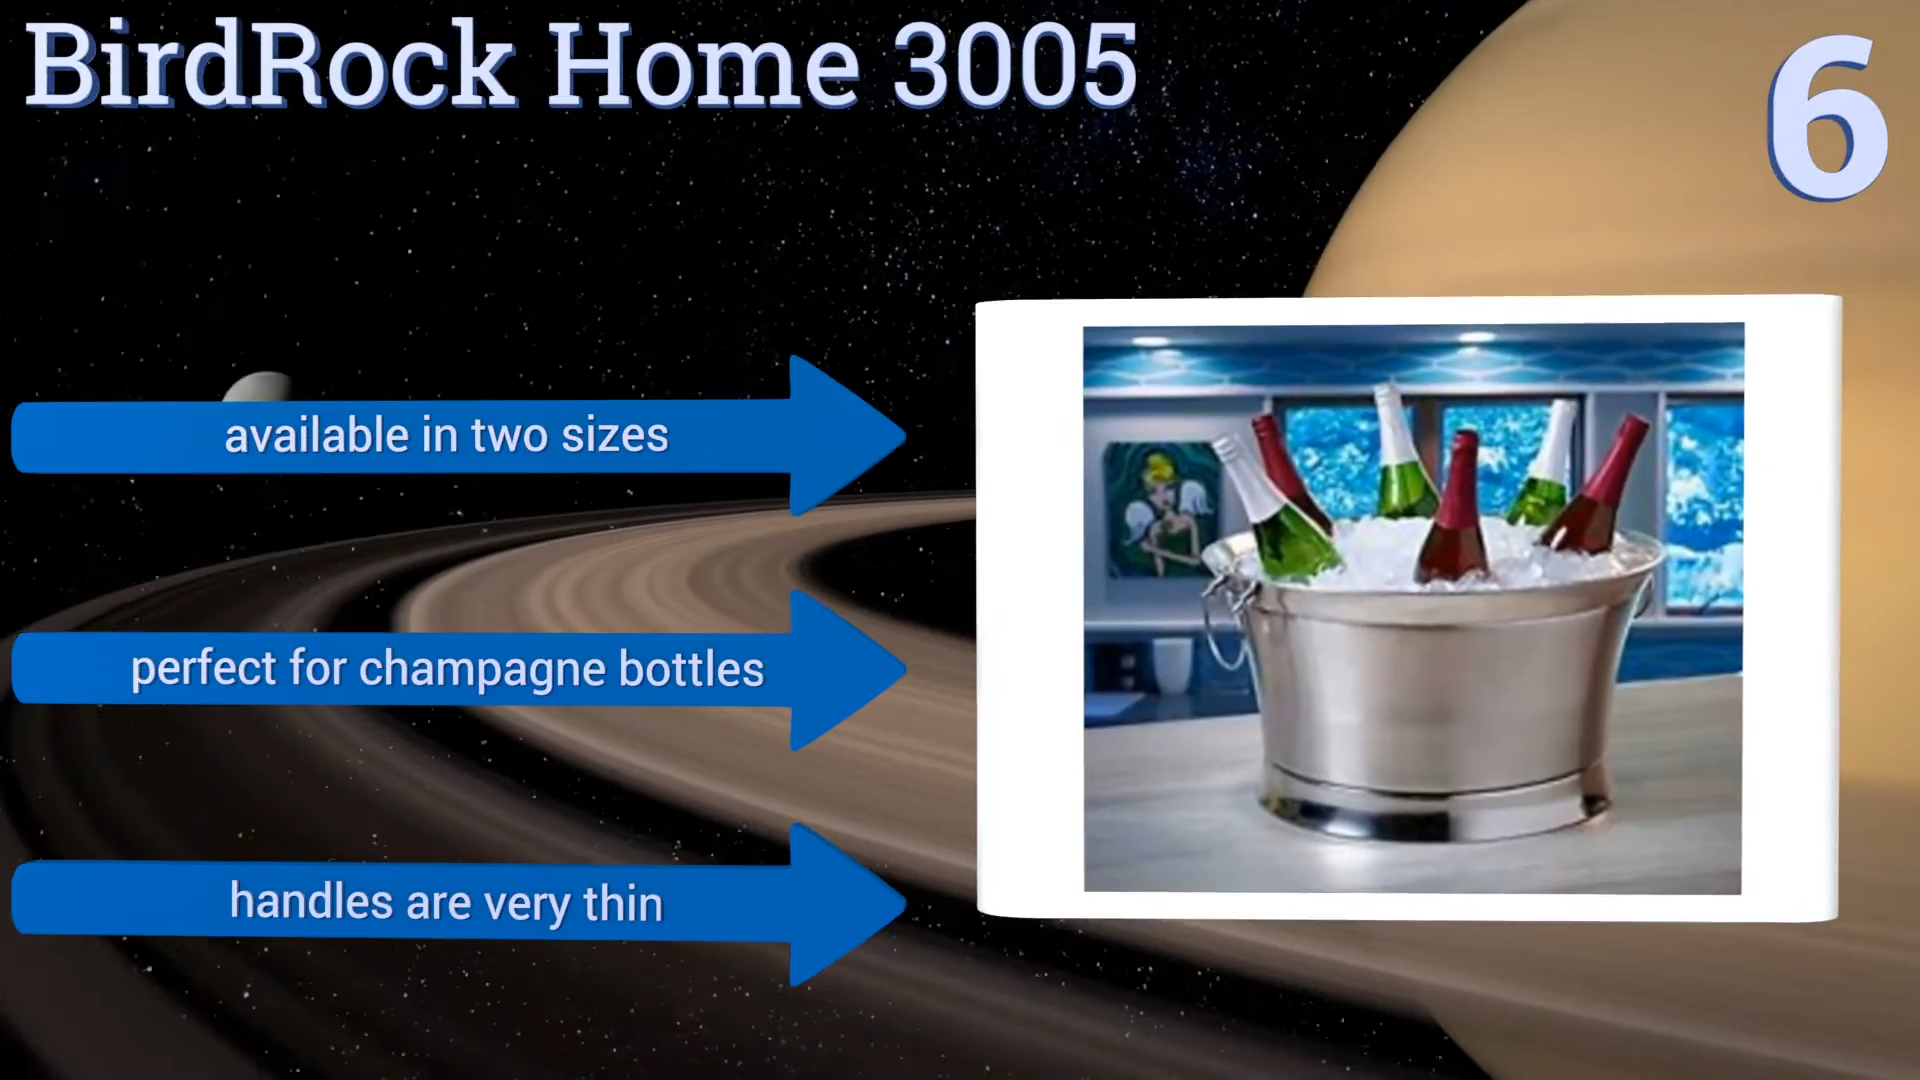 BirdRock Home 3005
6
available in two sizes
perfect for champagne bottles
handles are very thin